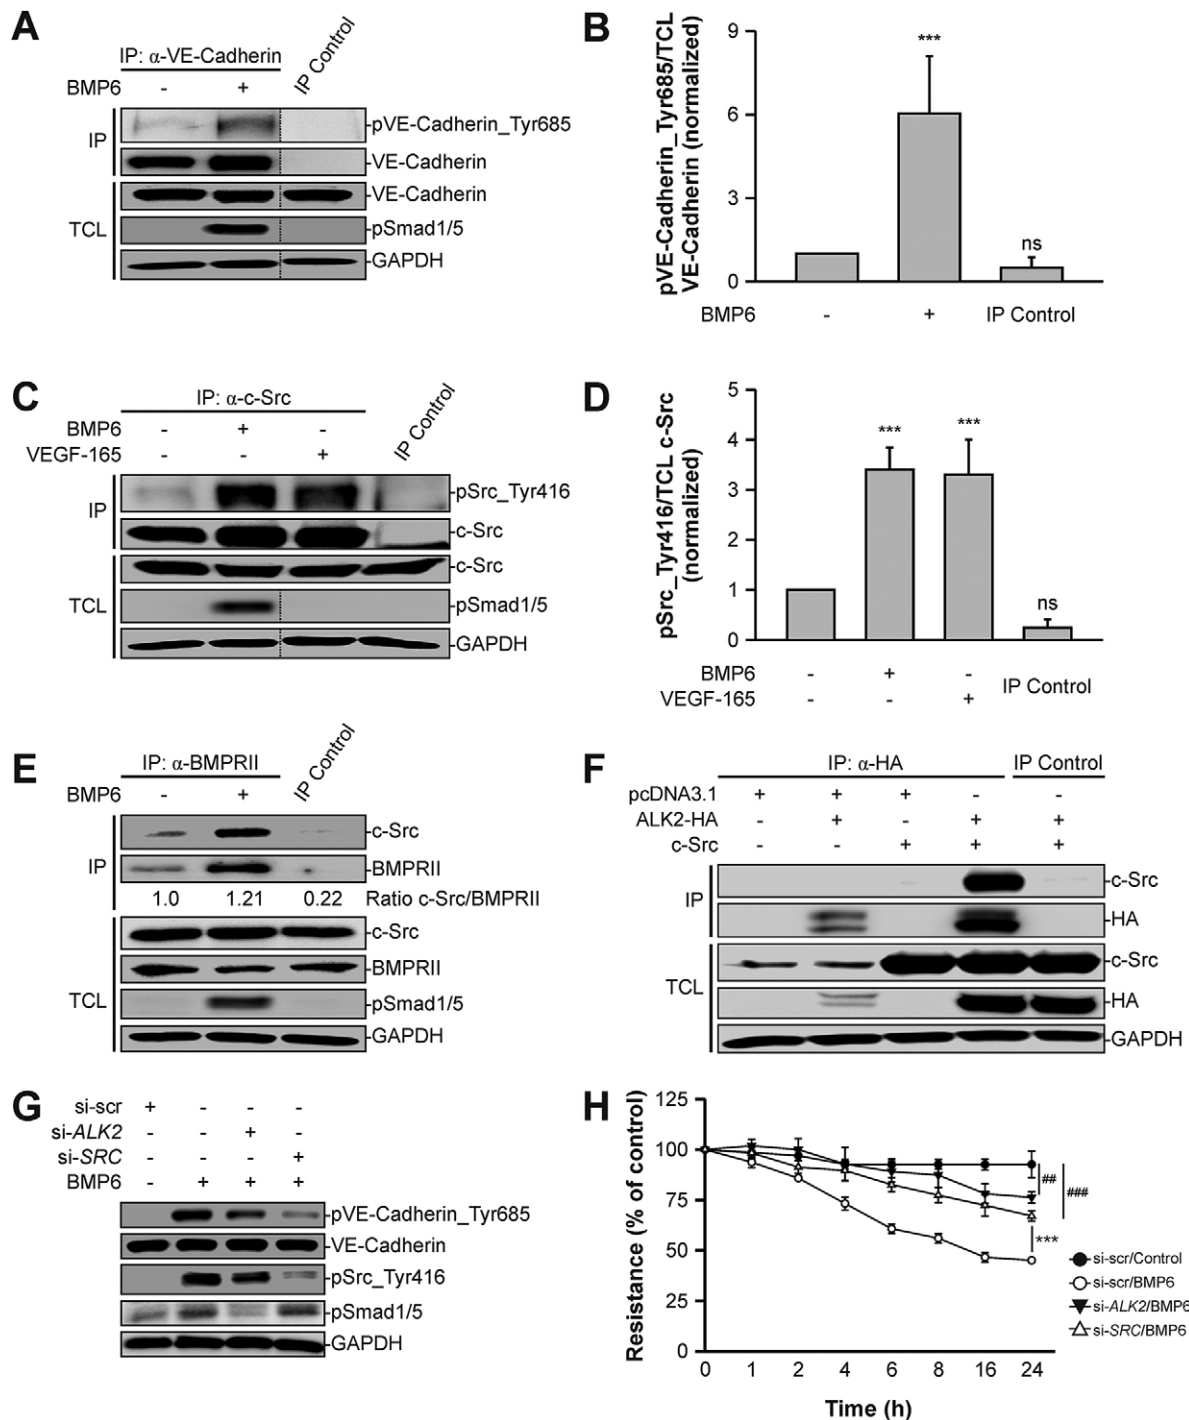 A
IP: α-VE-Cadherin
IP Control
BMP6 - +
IP
pVE-Cadherin_Tyr685
VE-Cadherin
TCL
VE-Cadherin
pSmad1/5
GAPDH
B
pVE-Cadherin_Tyr685/TCL
VE-Cadherin (normalized)
9
6
3
0
***
ns
BMP6 - + IP Control
C
IP: α-c-Src
IP Control
BMP6 - + -
VEGF-165 - - +
IP
pSrc_Tyr416
c-Src
TCL
c-Src
pSmad1/5
GAPDH
D
pSrc_Tyr416/TCL c-Src
(normalized)
5
4
3
2
1
0
***
***
ns
BMP6 - + -
VEGF-165 - - +
IP Control
E
IP: α-BMPRII
IP Control
BMP6 - +
IP
c-Src
BMPRII
1.0 1.21 0.22 Ratio c-Src/BMPRII
TCL
c-Src
BMPRII
pSmad1/5
GAPDH
F
IP: α-HA IP Control
pcDNA3.1 + + + - -
ALK2-HA - + - + +
c-Src - - + + +
IP
c-Src
HA
TCL
c-Src
HA
GAPDH
G
si-scr + - - -
si-ALK2 - - + -
si-SRC - - - +
BMP6 - + + +
pVE-Cadherin_Tyr685
VE-Cadherin
pSrc_Tyr416
pSmad1/5
GAPDH
H
Resistance (% of control)
125
100
75
50
25
0
0 1 2 4 6 8 16 24
Time (h)
##
###
***
si-scr/Control
si-scr/BMP6
si-ALK2/BMP6
si-SRC/BMP6